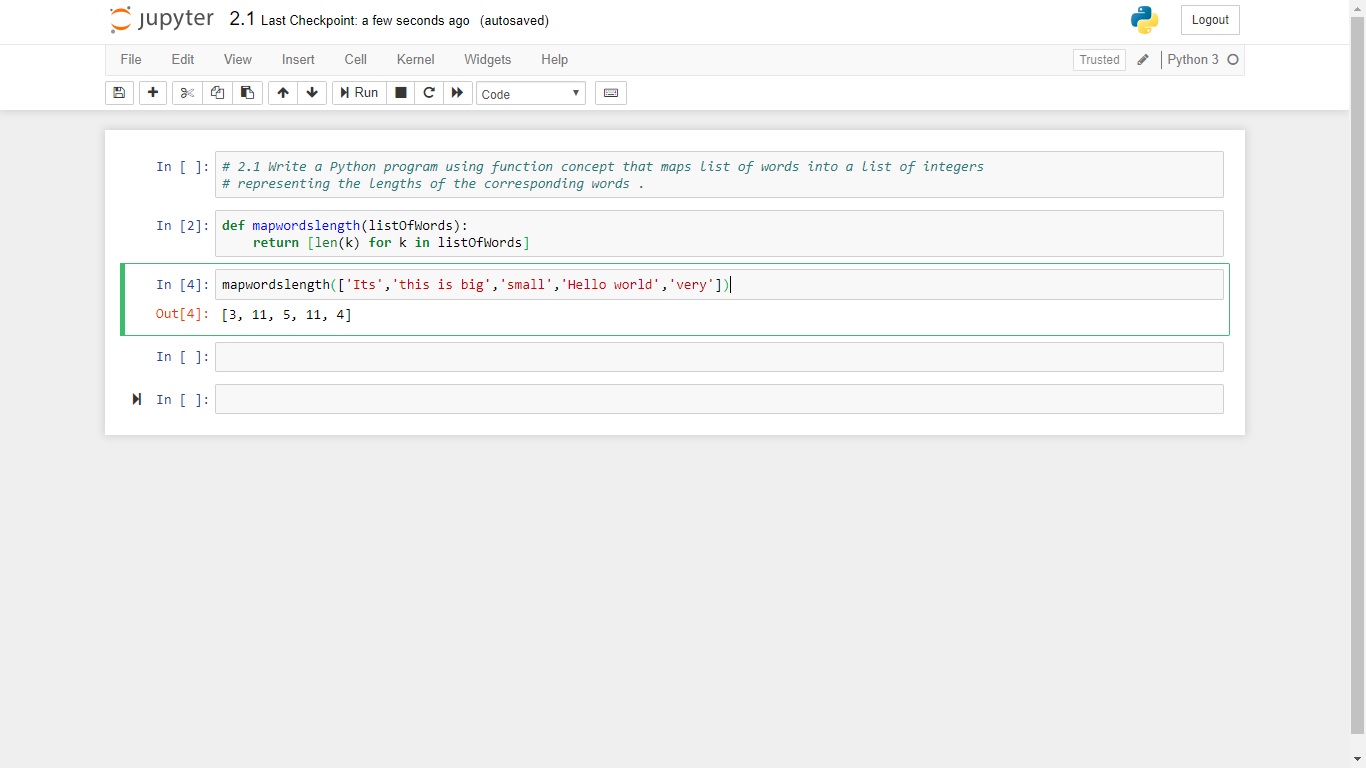 jupyter 2.1 Last Checkpoint: a few seconds ago (autosaved) Logout
File Edit View Insert Cell Kernel Widgets Help Trusted Python 3
Run Code
In [ ]: # 2.1 Write a Python program using function concept that maps list of words into a list of integers
# representing the lengths of the corresponding words .
In [2]: def mapwordslength(listOfWords):
    return [len(k) for k in listOfWords]
In [4]: mapwordslength(['Its','this is big','small','Hello world','very'])
Out[4]: [3, 11, 5, 11, 4]
In [ ]:
In [ ]: